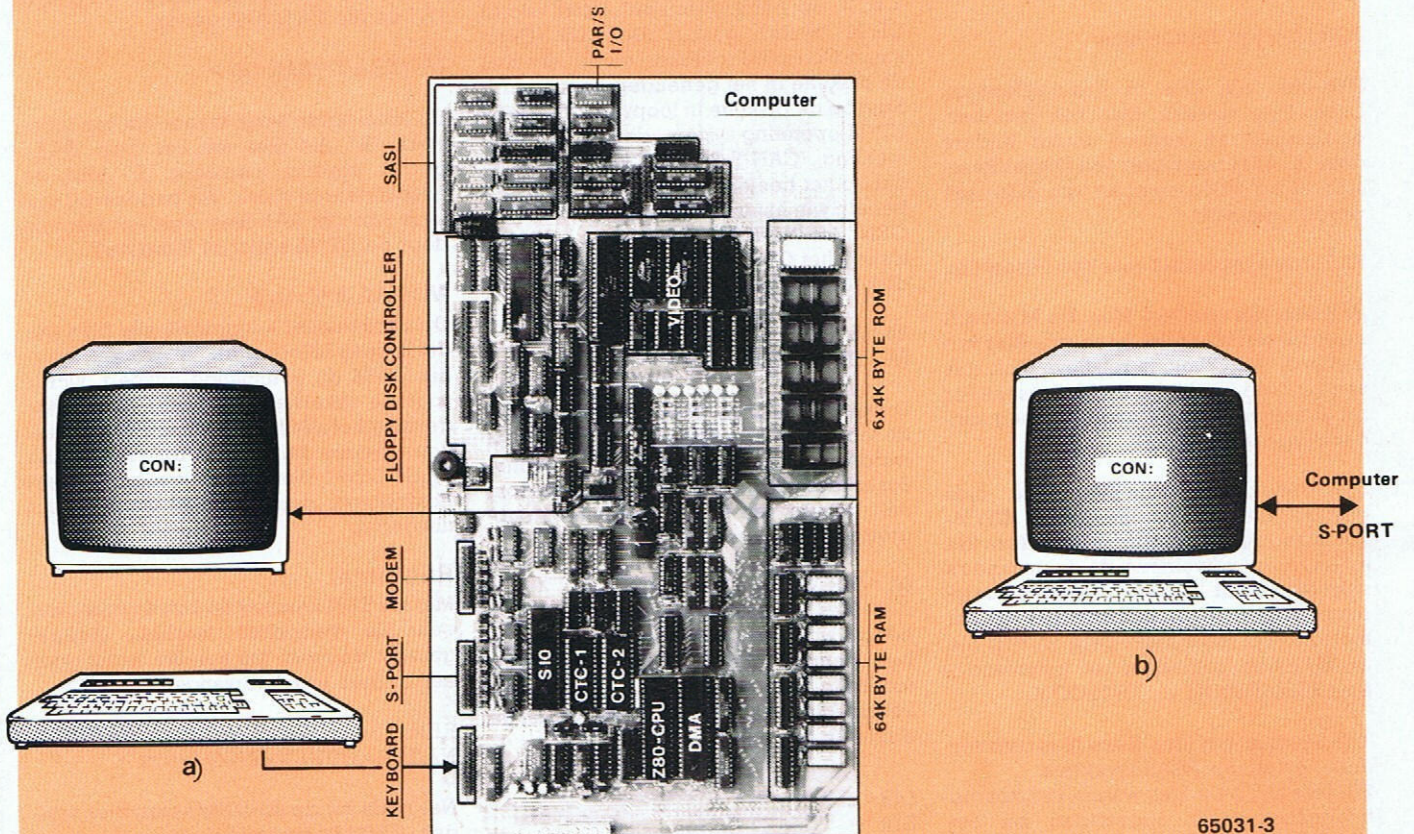 PAR/S
I/O
Computer
SASI
FLOPPY DISK CONTROLLER
VIDEO
6x4K BYTE ROM
CON:
CON:
Computer
S-PORT
MODEM
S-PORT
KEYBOARD
SIO
CTC-1
CTC-2
Z80-CPU
DMA
64K BYTE RAM
a)
b)
65031-3